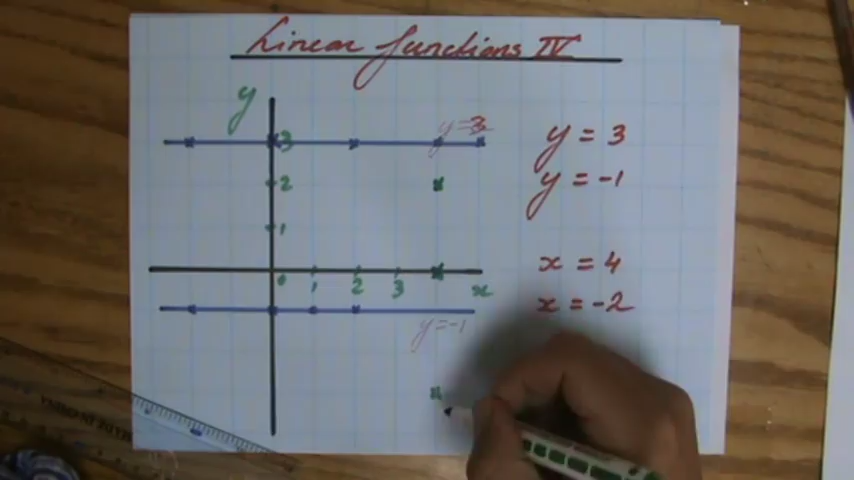 Linear functions IV
y
y=3
3
2
1
0 1 2 3 x
y=-1
y = 3
y = -1
x = 4
x = -2